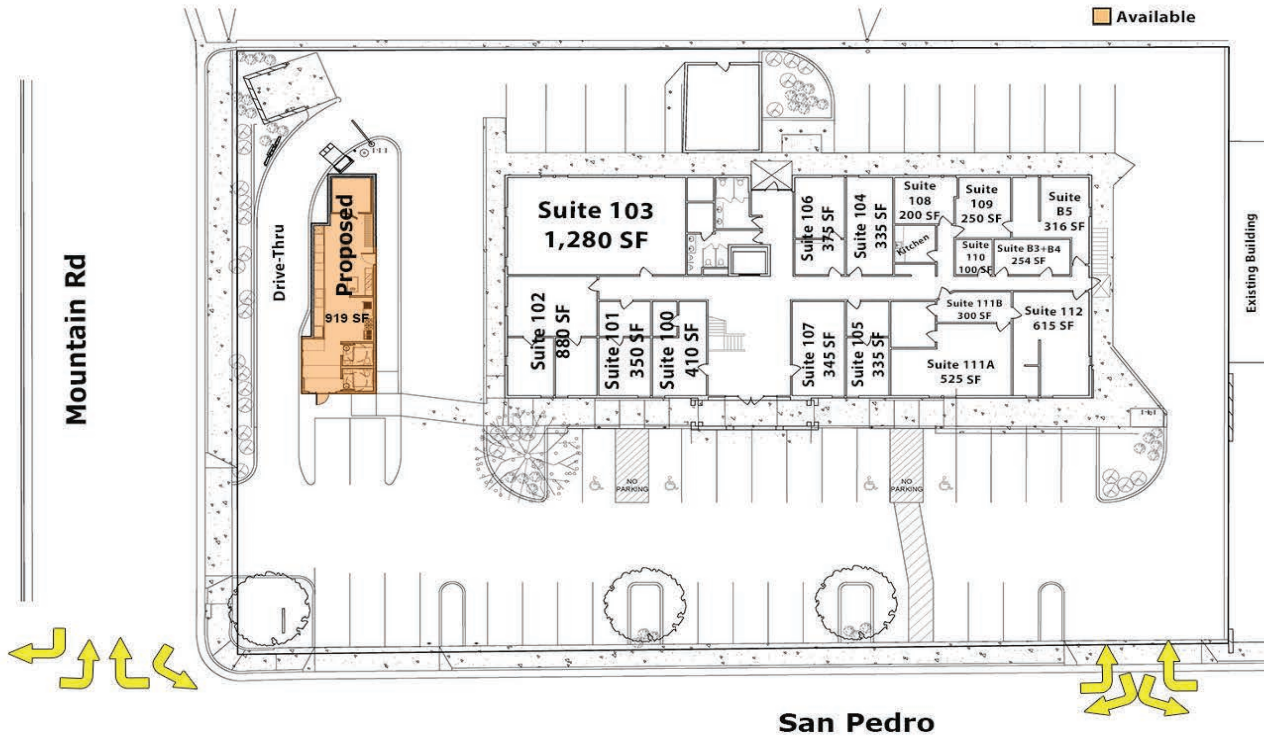 Available
Suite 103
1,280 SF
Suite 106
375 SF
Suite 104
335 SF
Suite
108
200 SF
Kitchen
Suite
109
250 SF
Suite
110
100 SF
Suite B3+B4
254 SF
Suite
B5
316 SF
Suite 102
880 SF
Suite 101
350 SF
Suite 100
410 SF
Suite 107
345 SF
Suite 105
335 SF
Suite 111B
300 SF
Suite 111A
525 SF
Suite 112
615 SF
Existing Building
Mountain Rd
Drive-Thru
Proposed
919 SF
NO
PARKING
NO
PARKING
San Pedro